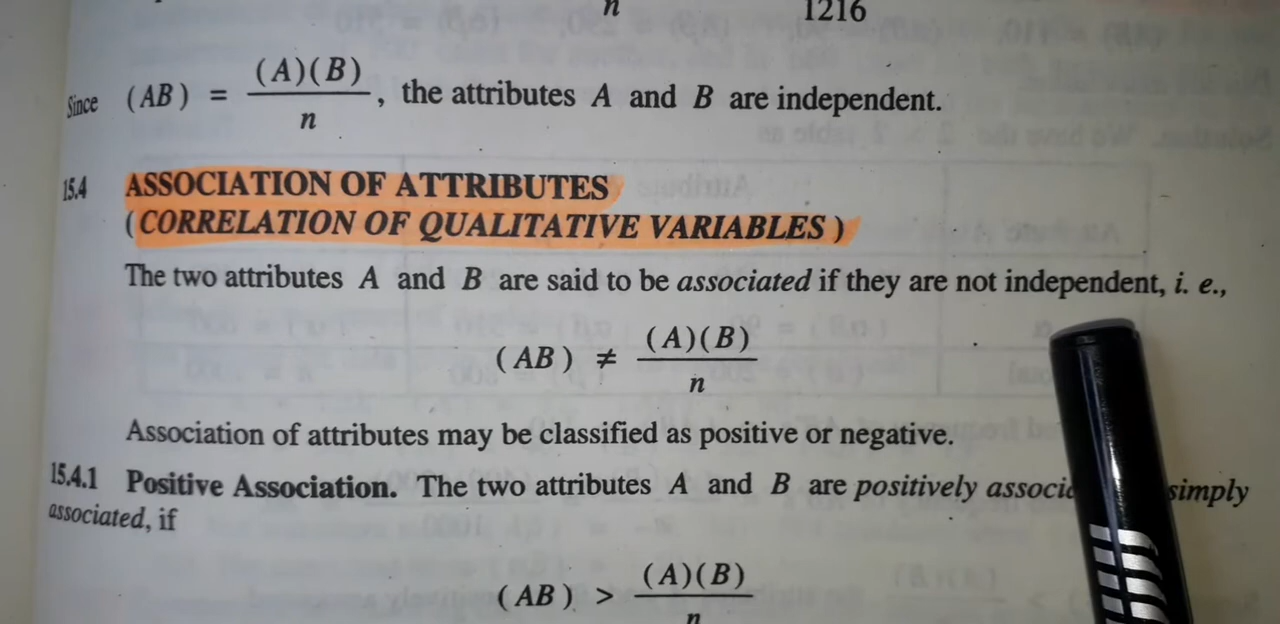 n 1216
Since (AB) = (A)(B) / n , the attributes A and B are independent.
15.4 ASSOCIATION OF ATTRIBUTES
(CORRELATION OF QUALITATIVE VARIABLES)
The two attributes A and B are said to be associated if they are not independent, i. e.,
(AB) ≠ (A)(B) / n
Association of attributes may be classified as positive or negative.
15.4.1 Positive Association. The two attributes A and B are positively simply
associated, if
(AB) > (A)(B) / n